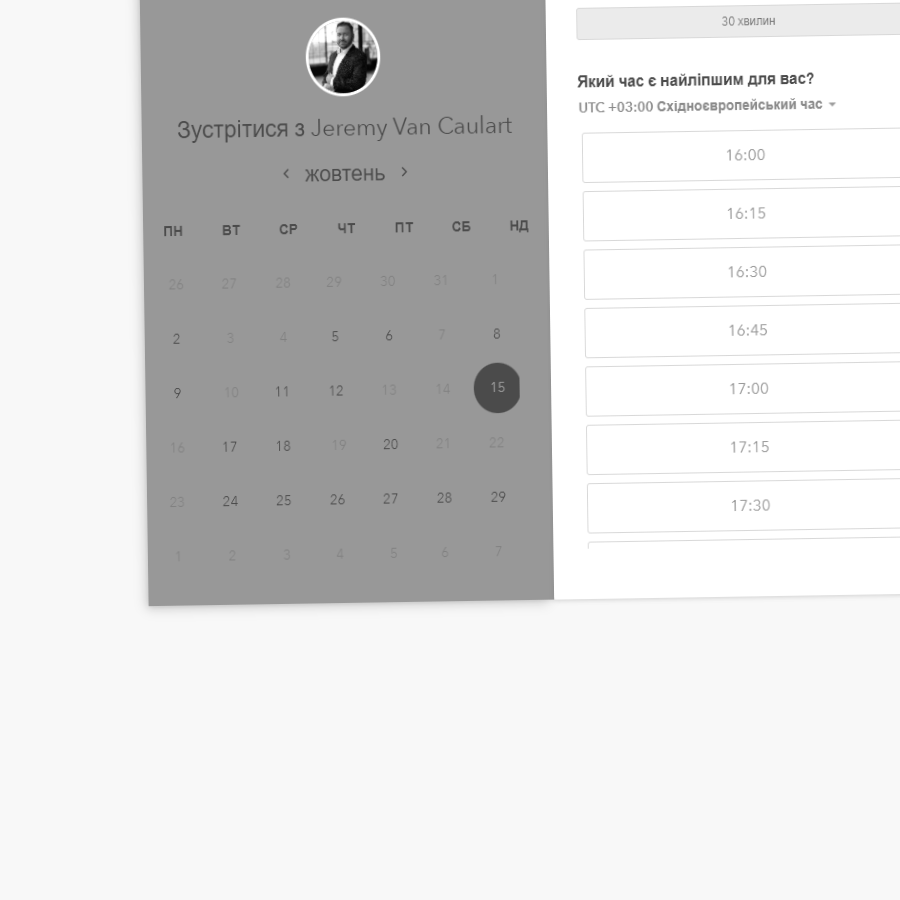 Зустрітися з Jeremy Van Caulart
жовтень
ПН ВТ СР ЧТ ПТ СБ НД
26 27 28 29 30 31 1
2 3 4 5 6 7 8
9 10 11 12 13 14 15
16 17 18 19 20 21 22
23 24 25 26 27 28 29
1 2 3 4 5 6 7
30 хвилин
Який час є найліпшим для вас?
UTC +03:00 Східноєвропейський час
16:00
16:15
16:30
16:45
17:00
17:15
17:30